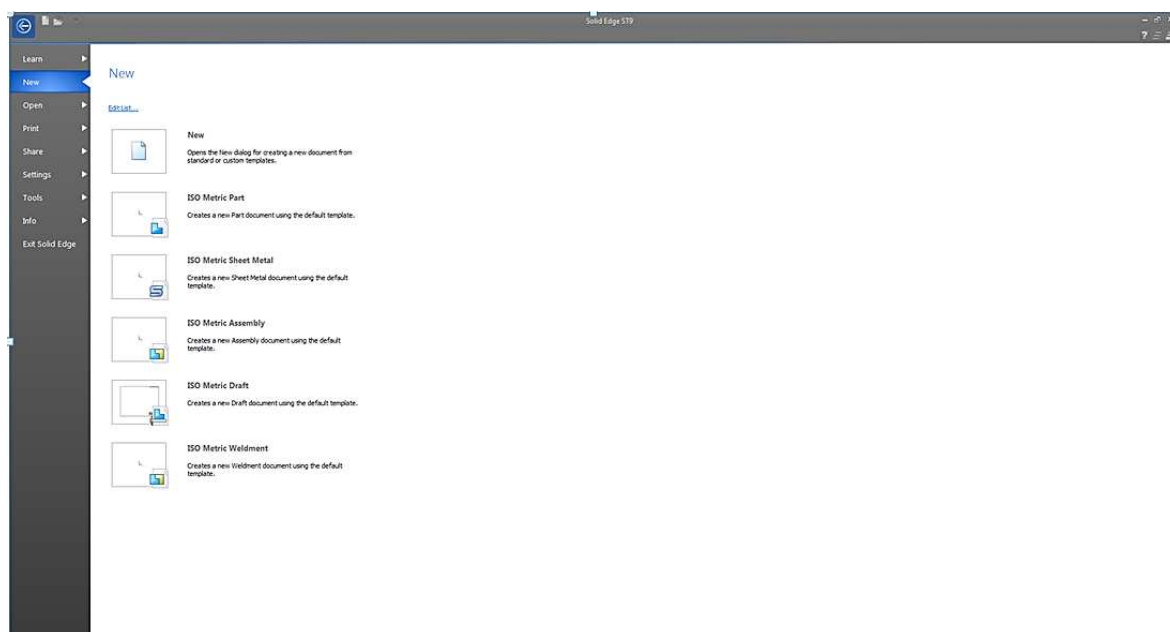 Solid Edge ST9
?
Learn
New
Open
Print
Share
Settings
Tools
Info
Exit Solid Edge
New
Edit List...
New
Opens the New dialog for creating a new document from
standard or custom templates.
ISO Metric Part
Creates a new Part document using the default template.
ISO Metric Sheet Metal
Creates a new Sheet Metal document using the default
template.
ISO Metric Assembly
Creates a new Assembly document using the default
template.
ISO Metric Draft
Creates a new Draft document using the default template.
ISO Metric Weldment
Creates a new Weldment document using the default
template.